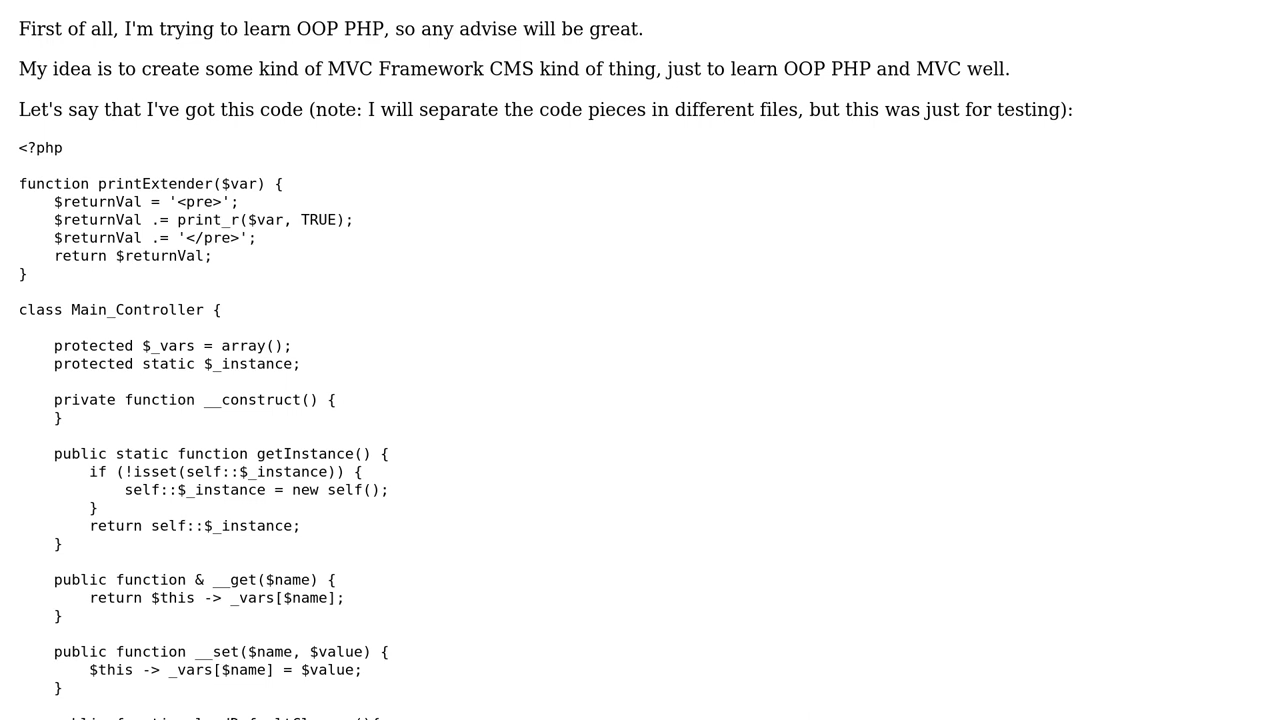 First of all, I'm trying to learn OOP PHP, so any advise will be great.
My idea is to create some kind of MVC Framework CMS kind of thing, just to learn OOP PHP and MVC well.
Let's say that I've got this code (note: I will separate the code pieces in different files, but this was just for testing):
<?php
function printExtender($var) {
    $returnVal = '<pre>';
    $returnVal .= print_r($var, TRUE);
    $returnVal .= '</pre>';
    return $returnVal;
}
class Main_Controller {
    protected $_vars = array();
    protected static $_instance;
    private function __construct() {
    }
    public static function getInstance() {
        if (!isset(self::$_instance)) {
            self::$_instance = new self();
        }
        return self::$_instance;
    }
    public function & __get($name) {
        return $this -> _vars[$name];
    }
    public function __set($name, $value) {
        $this -> _vars[$name] = $value;
    }